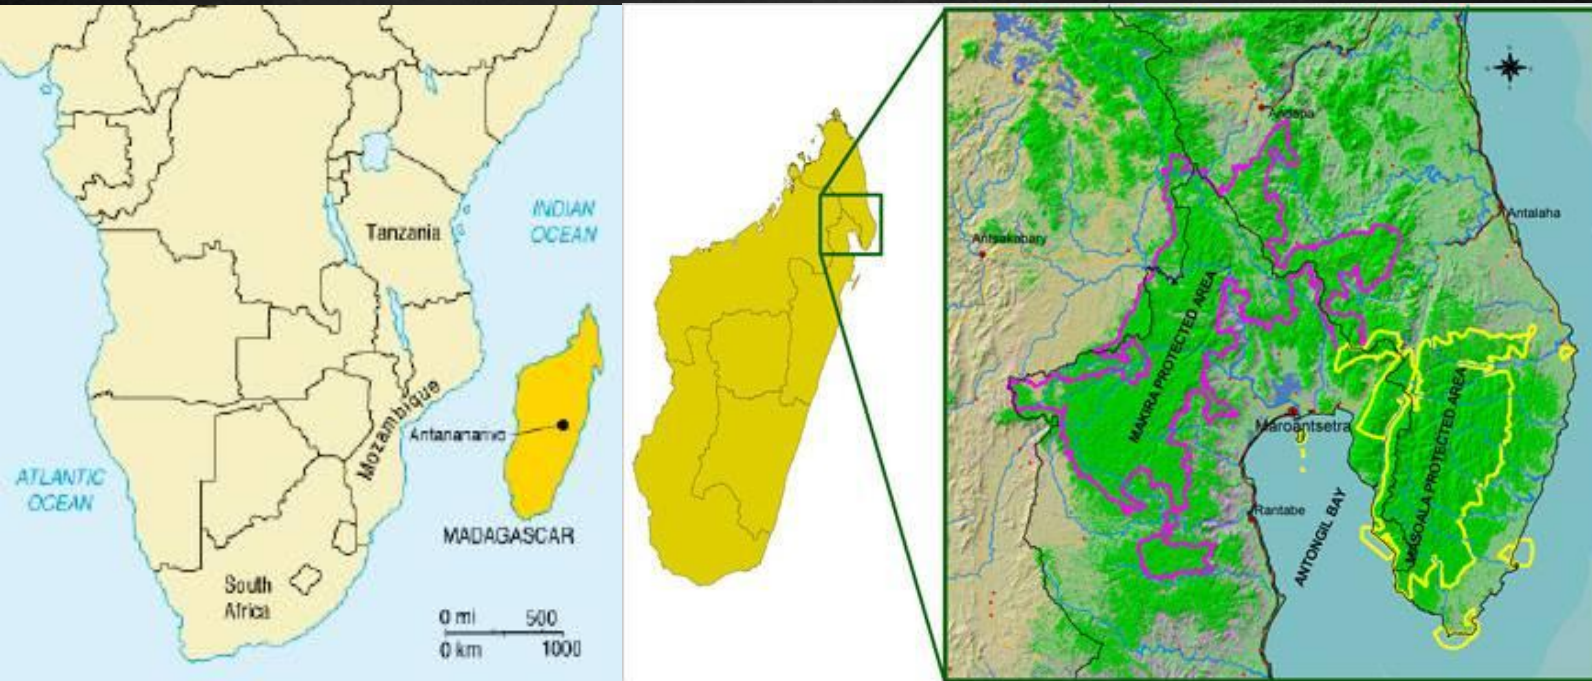 INDIAN
OCEAN
Tanzania
Mozambique
Antananarivo
ATLANTIC
OCEAN
MADAGASCAR
South
Africa
0 mi 500
0 km 1000
Andapa
Antalaha
Antsakabary
MAKIRA PROTECTED AREA
MASOALA PROTECTED AREA
Maroantsetra
Rantabe
ANTONGIL BAY